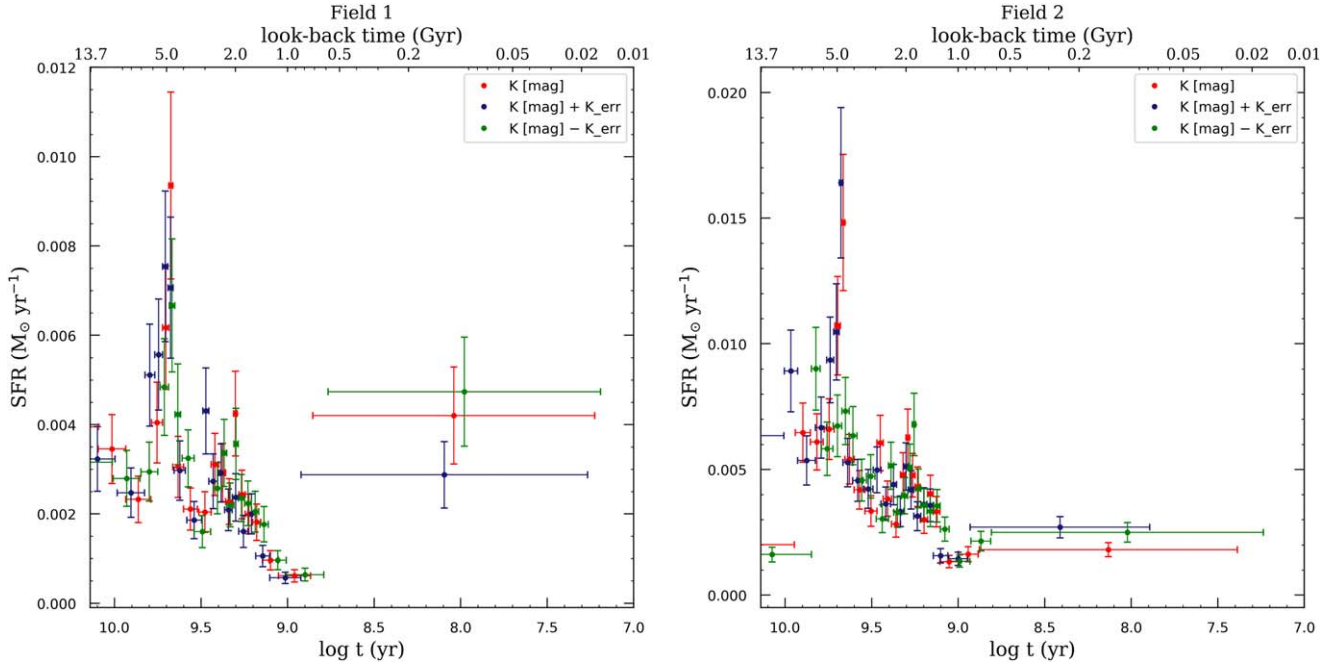 Field 1
look-back time (Gyr)
13.7 5.0 2.0 1.0 0.5 0.2 0.05 0.02 0.01
K [mag]
K [mag] + K_err
K [mag] − K_err
SFR (M⊙ yr−1)
0.012
0.010
0.008
0.006
0.004
0.002
0.000
10.0 9.5 9.0 8.5 8.0 7.5 7.0
log t (yr)
Field 2
look-back time (Gyr)
13.7 5.0 2.0 1.0 0.5 0.2 0.05 0.02 0.01
K [mag]
K [mag] + K_err
K [mag] − K_err
SFR (M⊙ yr−1)
0.020
0.015
0.010
0.005
0.000
10.0 9.5 9.0 8.5 8.0 7.5 7.0
log t (yr)